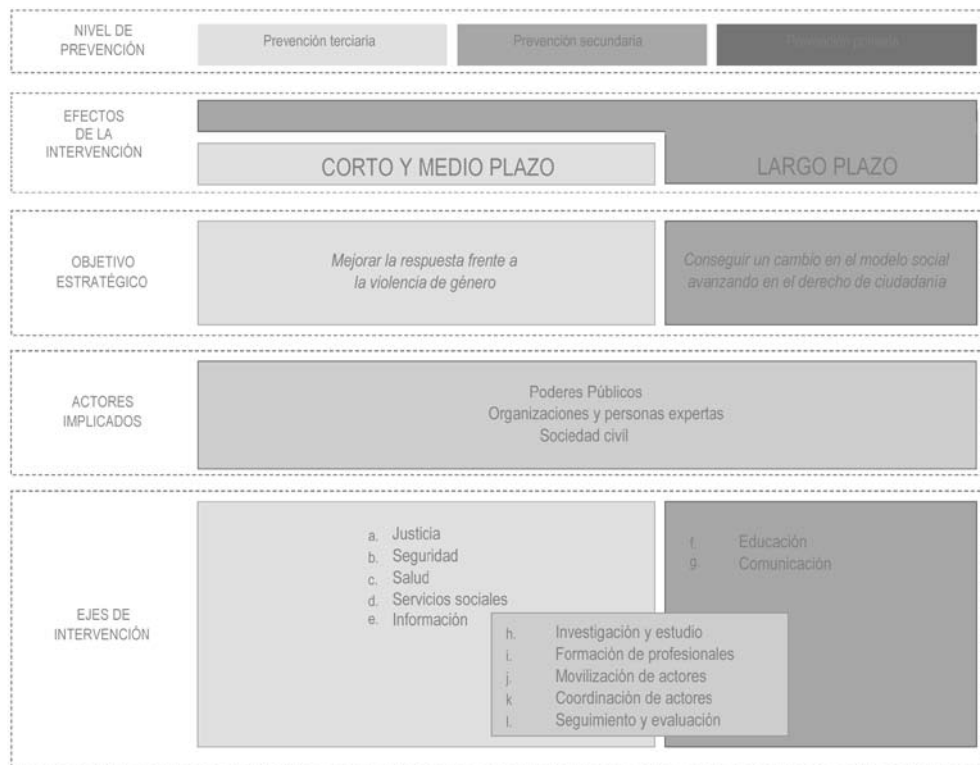 NIVEL DE
PREVENCIÓN
Prevención terciaria
Prevención secundaria
Prevención primaria
EFECTOS
DE LA
INTERVENCIÓN
CORTO Y MEDIO PLAZO
LARGO PLAZO
OBJETIVO
ESTRATÉGICO
Mejorar la respuesta frente a
la violencia de género
Conseguir un cambio en el modelo social
avanzando en el derecho de ciudadanía
ACTORES
IMPLICADOS
Poderes Públicos
Organizaciones y personas expertas
Sociedad civil
EJES DE
INTERVENCIÓN
a. Justicia
b. Seguridad
c. Salud
d. Servicios sociales
e. Información
f. Educación
g. Comunicación
h. Investigación y estudio
i. Formación de profesionales
j. Movilización de actores
k Coordinación de actores
l. Seguimiento y evaluación